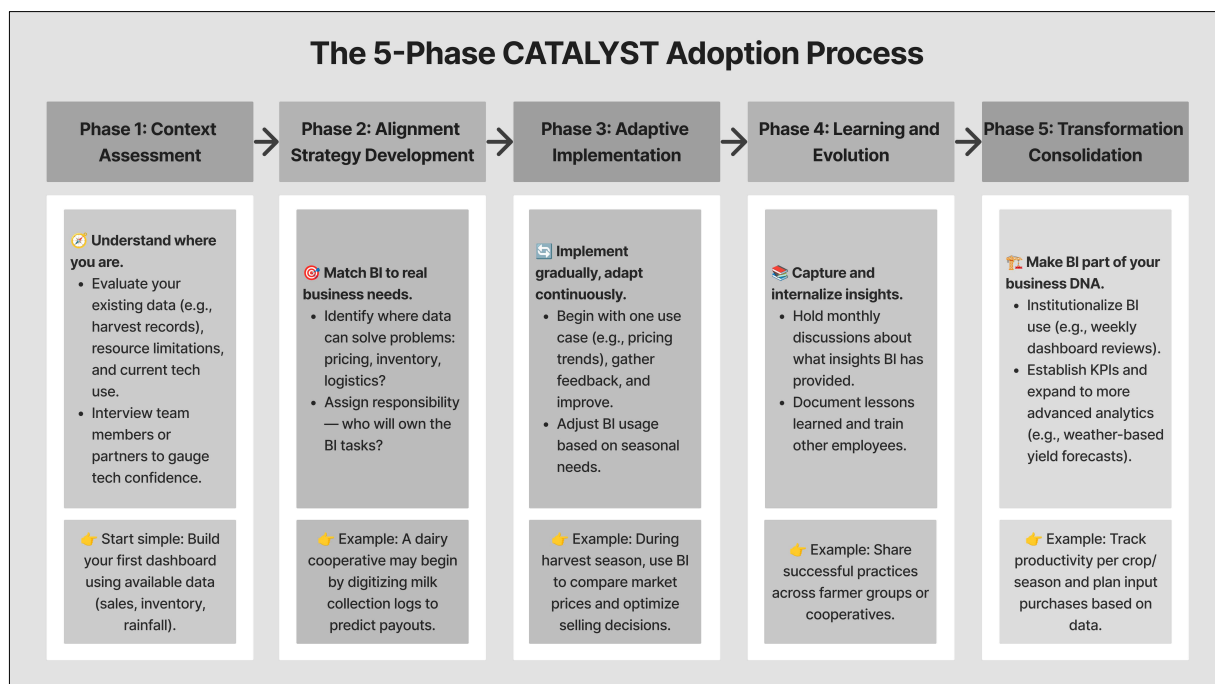 The 5-Phase CATALYST Adoption Process
Phase 1: Context
Assessment
Phase 2: Alignment
Strategy Development
Phase 3: Adaptive
Implementation
Phase 4: Learning and
Evolution
Phase 5: Transformation
Consolidation
🧭 Understand where
you are.
• Evaluate your
existing data (e.g.,
harvest records),
resource limitations,
and current tech
use.
• Interview team
members or
partners to gauge
tech confidence.
👉 Start simple: Build
your first dashboard
using available data
(sales, inventory,
rainfall).
🎯 Match BI to real
business needs.
• Identify where data
can solve problems:
pricing, inventory,
logistics?
• Assign responsibility
— who will own the
BI tasks?
👉 Example: A dairy
cooperative may begin
by digitizing milk
collection logs to
predict payouts.
🔄 Implement
gradually, adapt
continuously.
• Begin with one use
case (e.g., pricing
trends), gather
feedback, and
improve.
• Adjust BI usage
based on seasonal
needs.
👉 Example: During
harvest season, use BI
to compare market
prices and optimize
selling decisions.
📚 Capture and
internalize insights.
• Hold monthly
discussions about
what insights BI has
provided.
• Document lessons
learned and train
other employees.
👉 Example: Share
successful practices
across farmer groups or
cooperatives.
🏗️ Make BI part of your
business DNA.
• Institutionalize BI
use (e.g., weekly
dashboard reviews).
• Establish KPIs and
expand to more
advanced analytics
(e.g., weather-based
yield forecasts).
👉 Example: Track
productivity per crop/
season and plan input
purchases based on
data.